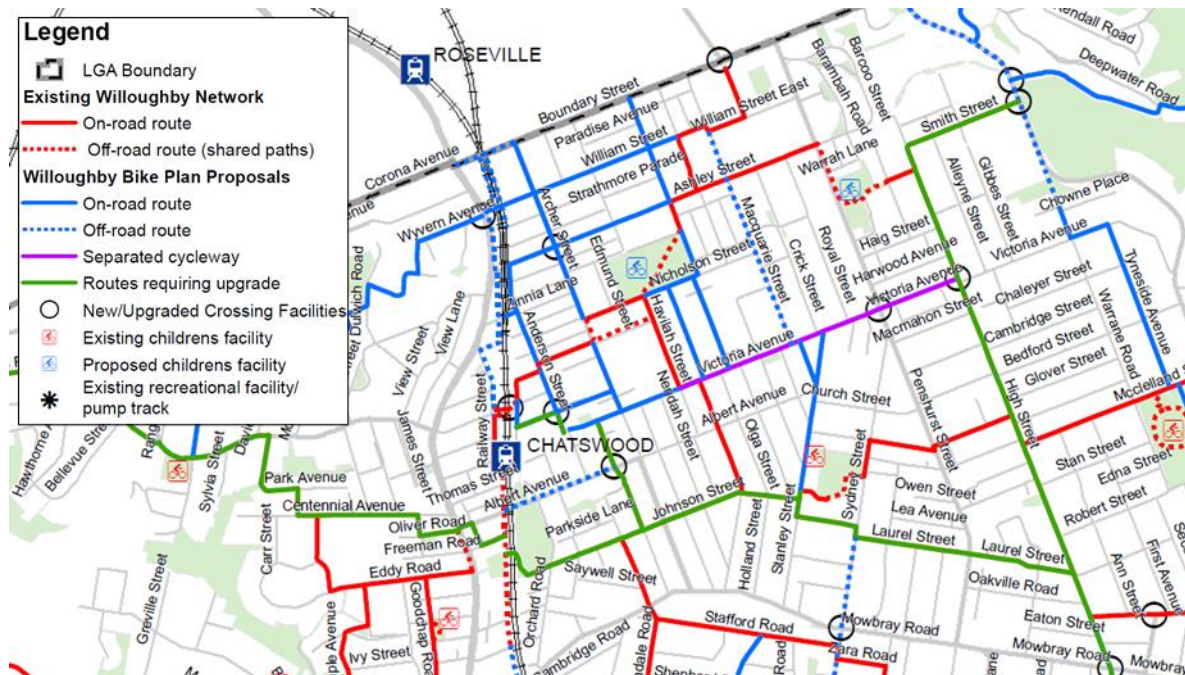 Legend
LGA Boundary
Existing Willoughby Network
On-road route
Off-road route (shared paths)
Willoughby Bike Plan Proposals
On-road route
Off-road route
Separated cycleway
Routes requiring upgrade
New/Upgraded Crossing Facilities
Existing childrens facility
Proposed childrens facility
Existing recreational facility/
pump track
ROSEVILLE
Kendall Road
Deepwater Road
Boundary Street
Barooo Street
Barambah Road
Paradise Avenue
William Street East
Smith Street
William Street
Corona Avenue
Strathmore Parade
Ashley Street
Warrah Lane
Alleyne Street
Gibbes Street
Chowne Place
Wyvern Avenue
Archer Street
Macquarie Street
Crick Street
Royal Street
Haig Street
Victoria Avenue
Edmund Street
Nicholson Street
Harwood Avenue
Tyneside Avenue
Dulwich Road
View Lane
View Street
Havilah Street
Victoria Avenue
Macmahon Street
Chaleyer Street
Cambridge Street
Bedford Street
Glover Street
Warrane Road
Anderson Street
Victoria Avenue
Railway Street
James Street
Neridah Street
Albert Avenue
Church Street
Penshurst Street
High Street
Mcclelland
CHATSWOOD
Bellevue Street
Sylvia Street
Olga Street
Sydney Street
Stan Street
Edna Street
Park Avenue
Thomas Street
Albert Avenue
Owen Street
Robert Street
Centennial Avenue
Carr Street
Oliver Road
Parkside Lane
Johnson Street
Lea Avenue
Freeman Road
Holland Street
Stanley Street
Laurel Street
Laurel Street
Greville Street
Eddy Road
Orchard Road
Saywell Street
Oakville Road
Ann Street
First Avenue
Stafford Road
Mowbray Road
Eaton Street
Ivy Street
Cambridge Road
Zara Road
Mowbray Road
Mowbray